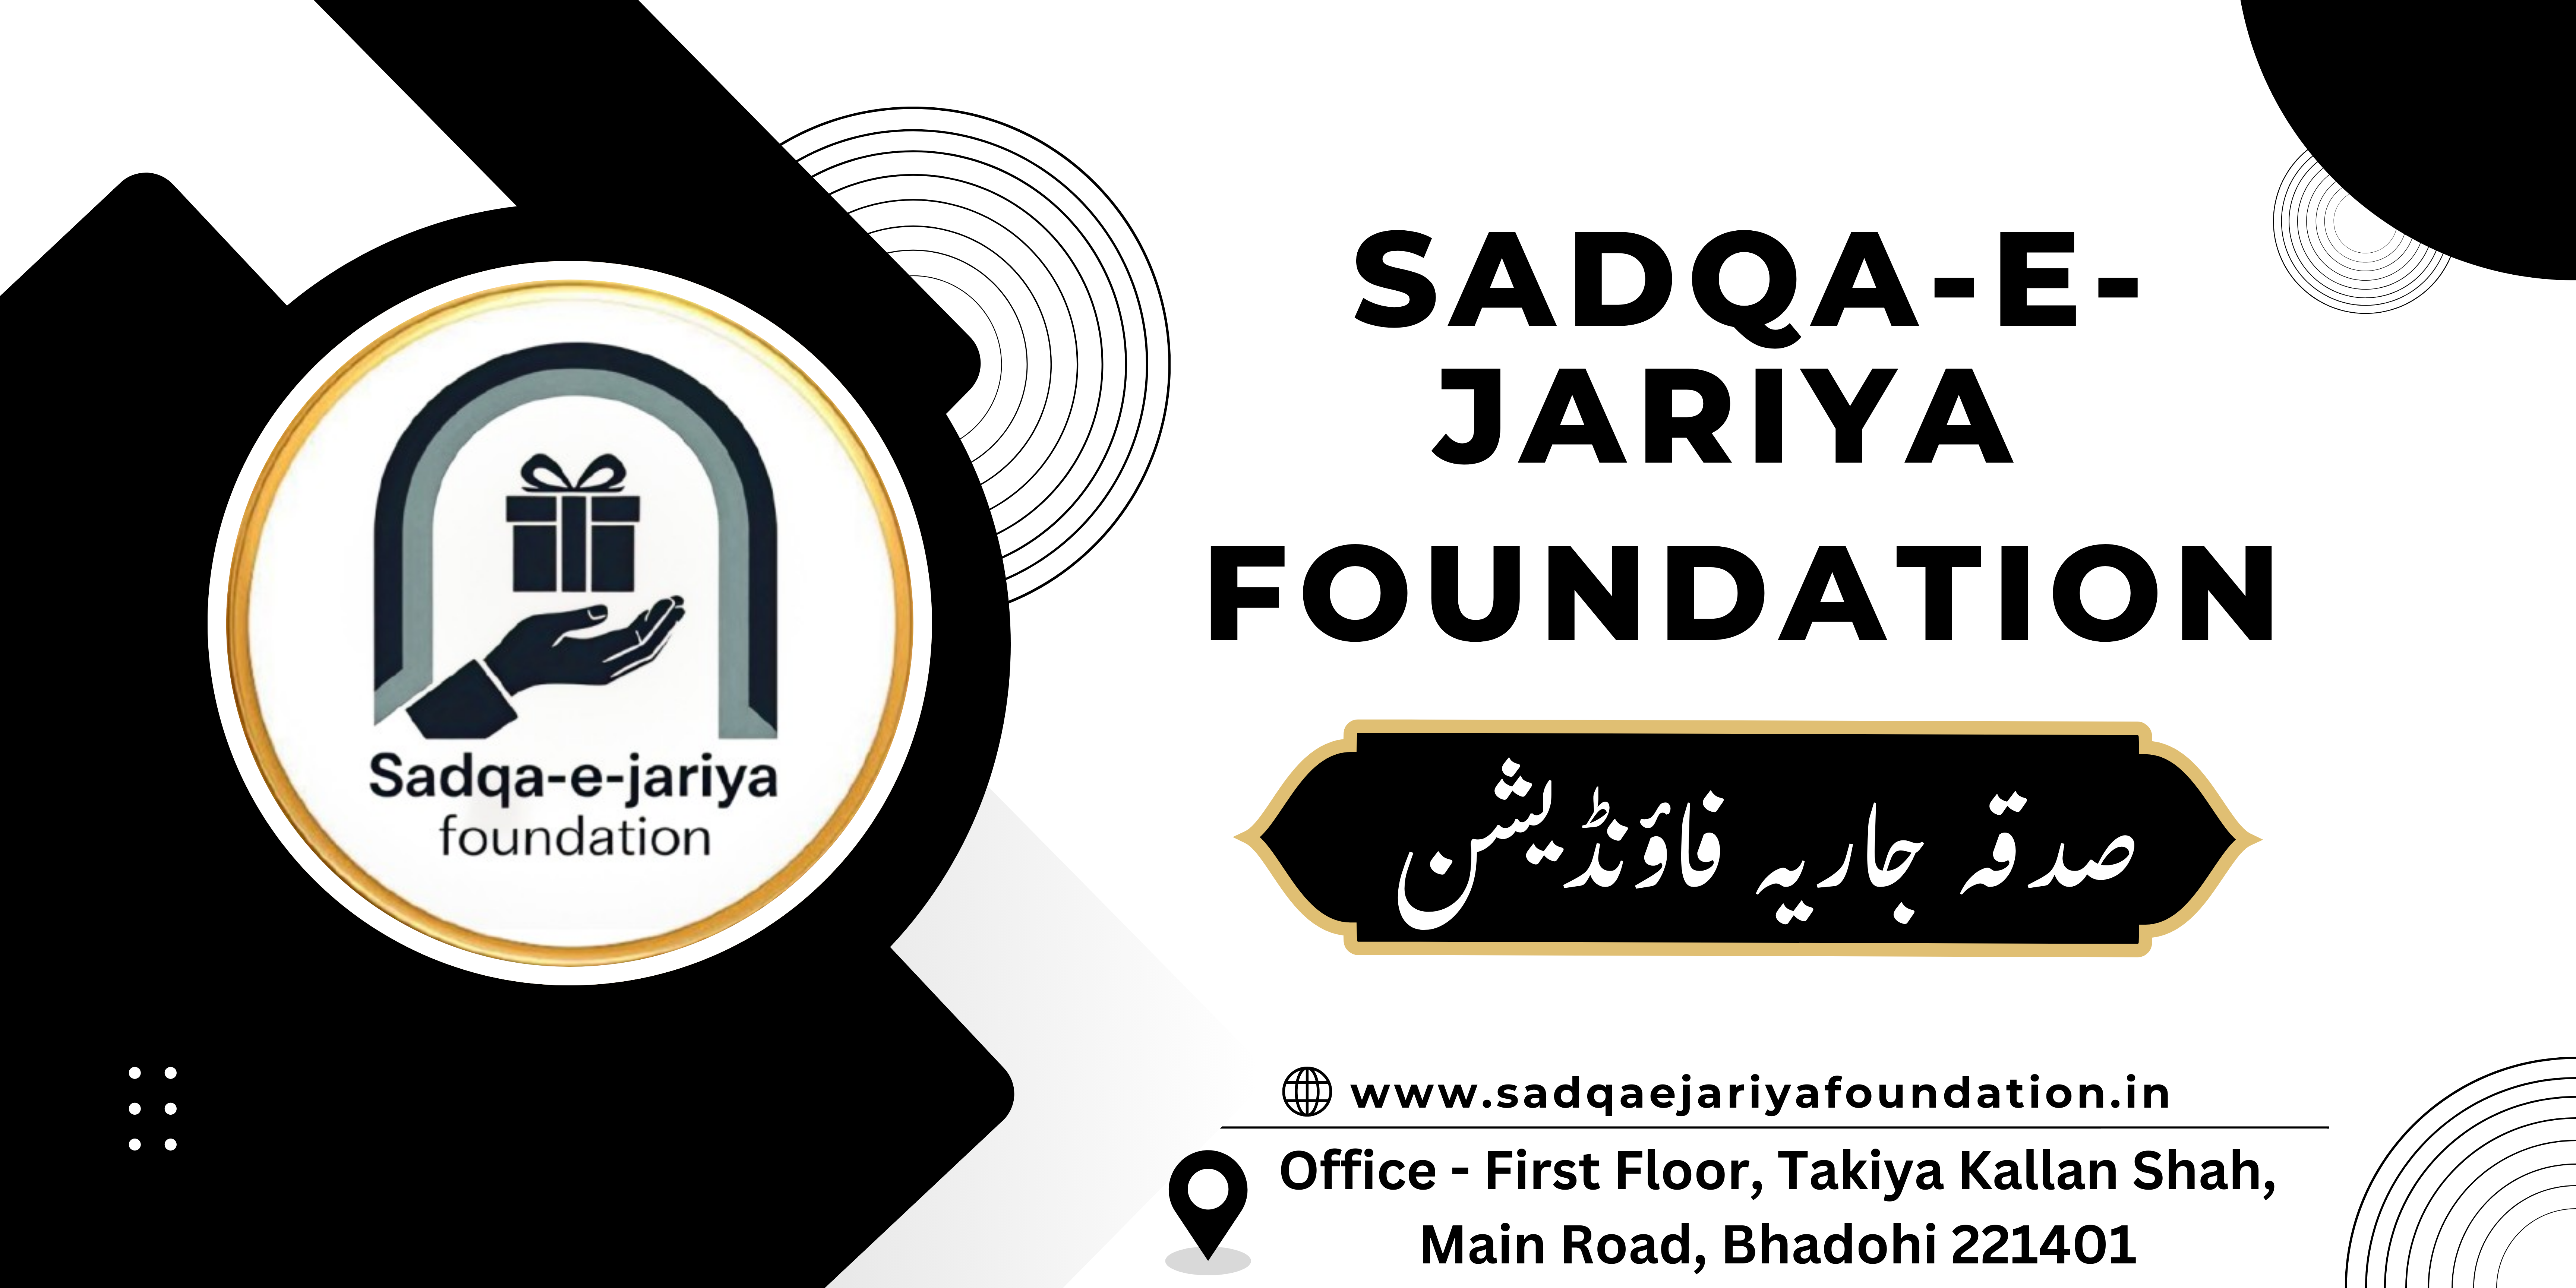 Sadqa-e-jariya
foundation
SADQA-E-
JARIYA
FOUNDATION
صدقہ جاریہ فاؤنڈیشن
www.sadqaejariyafoundation.in
Office - First Floor, Takiya Kallan Shah,
Main Road, Bhadohi 221401